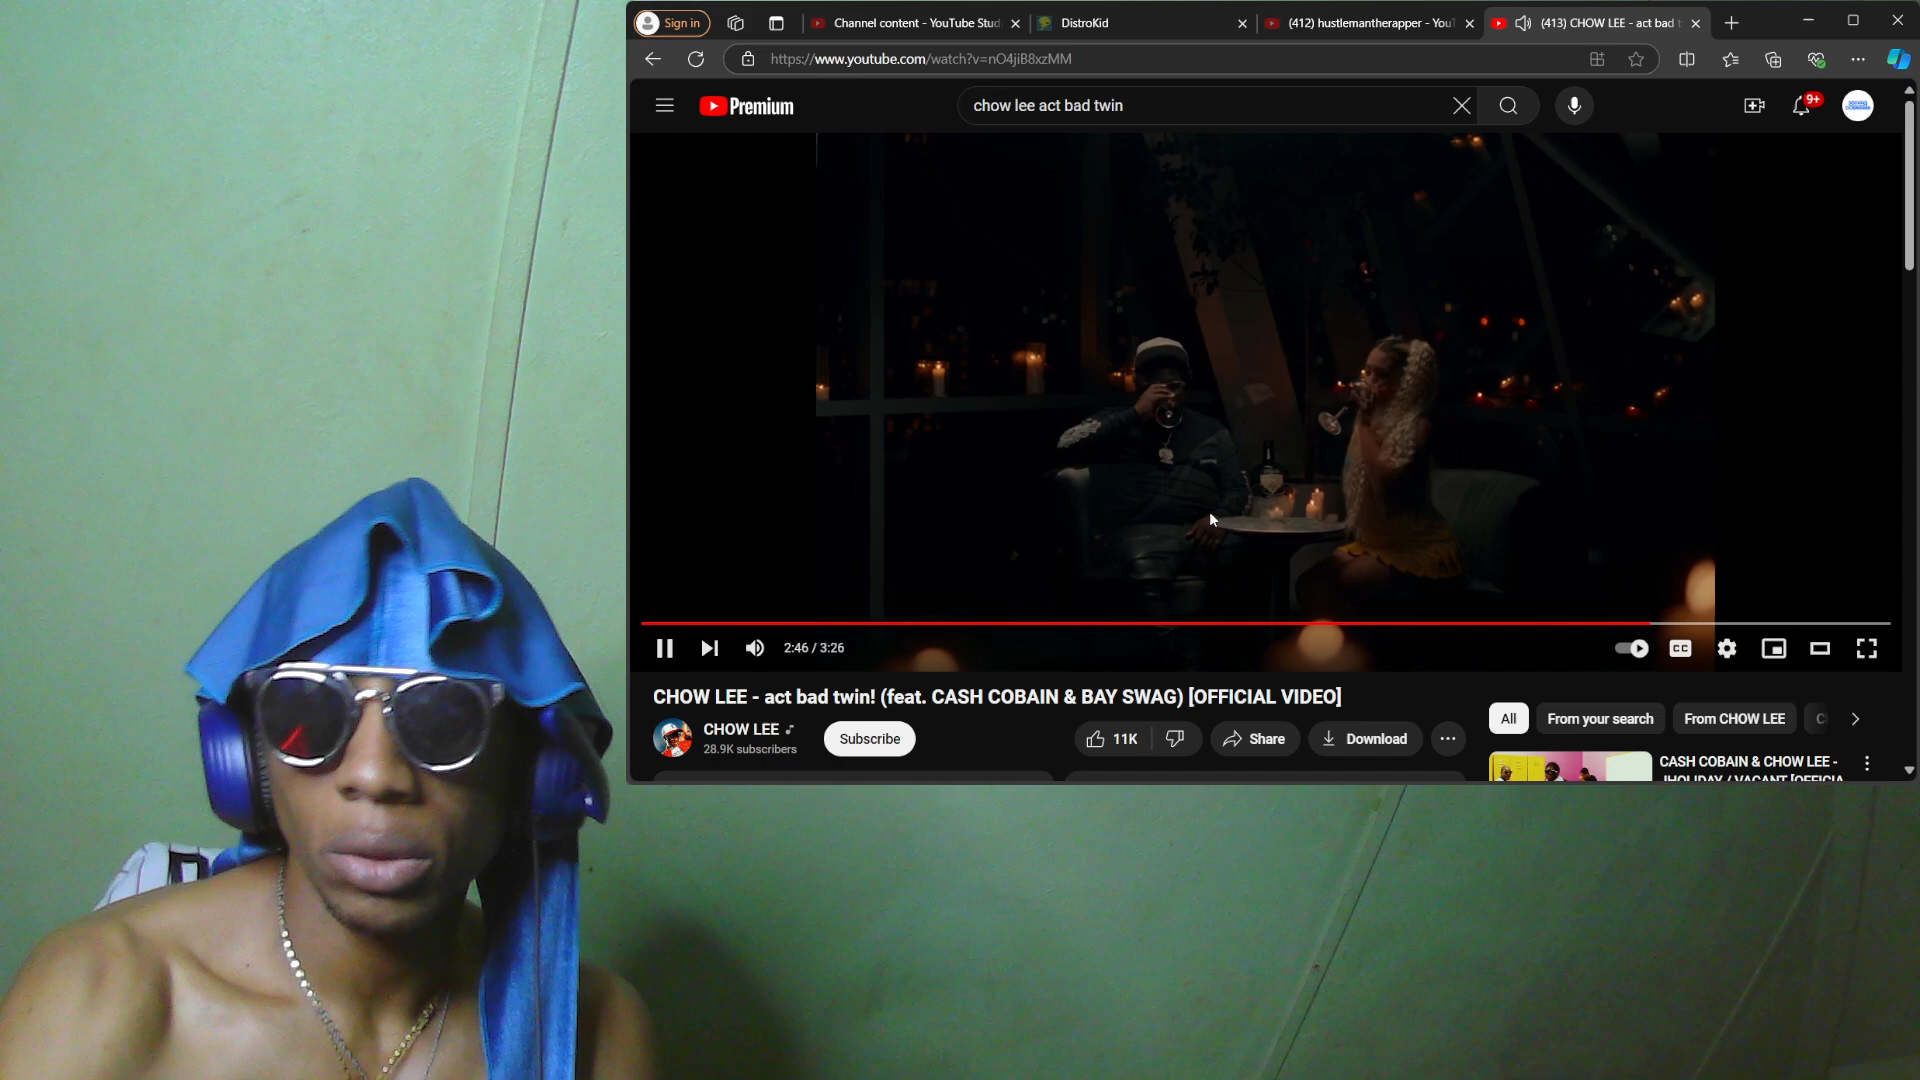 Sign in
Channel content - YouTube Stud
DistroKid
(412) hustlemantherapper - YouT
(413) CHOW LEE - act bad t
https://www.youtube.com/watch?v=nO4jiB8xzMM
Premium
chow lee act bad twin
9+
2:46 / 3:26
CC
CHOW LEE - act bad twin! (feat. CASH COBAIN & BAY SWAG) [OFFICIAL VIDEO]
CHOW LEE
28.9K subscribers
Subscribe
11K
Share
Download
All
From your search
From CHOW LEE
CASH COBAIN & CHOW LEE -